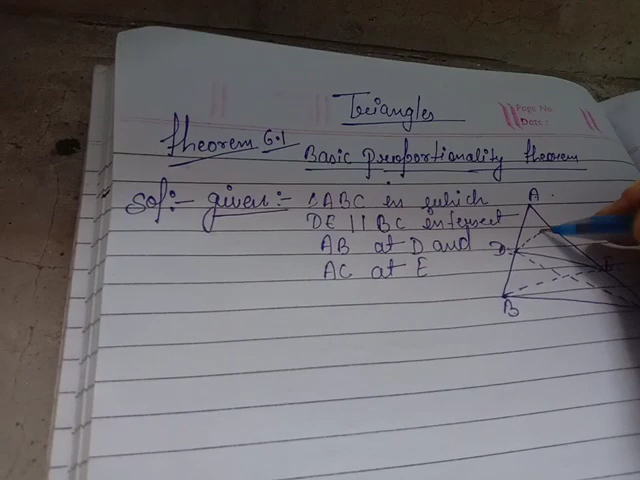 Triangles
Page No.
Date :
theorem 6.1
Basic proportionality theorem
Sol:- given:- △ABC in which
DE || BC intersect
AB at D and
AC at E
A
D
E
B